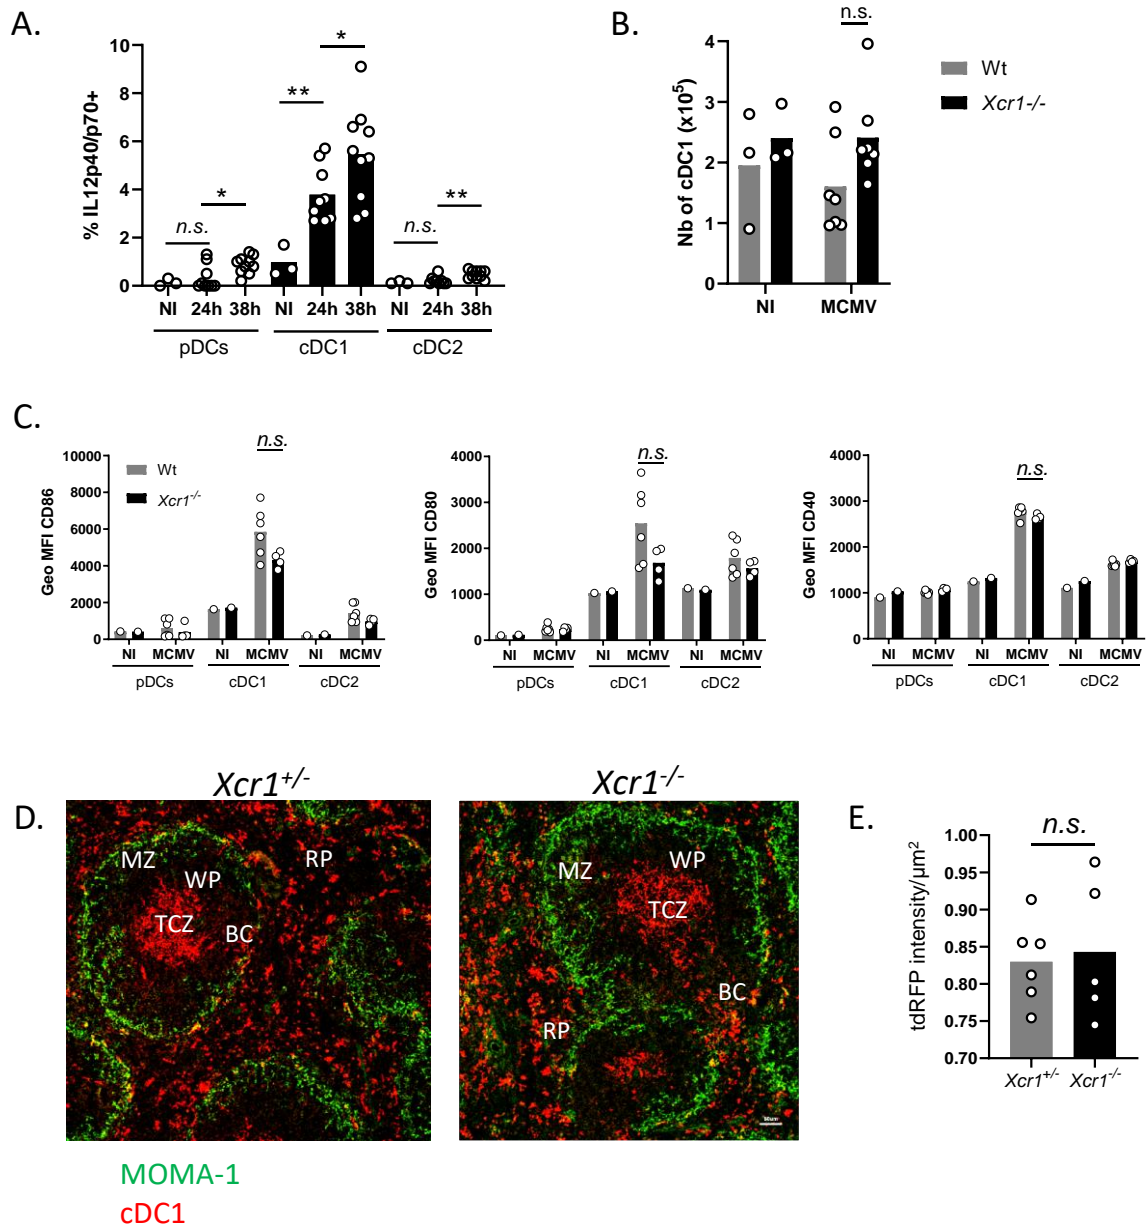 A.
% IL12p40/p70+
10
8
6
4
2
0
n.s.
*
**
*
n.s.
**
NI 24h 38h NI 24h 38h NI 24h 38h
pDCs cDC1 cDC2
B.
Nb of cDC1 (x10⁵)
4
3
2
1
0
n.s.
NI MCMV
Wt
Xcr1-/-
C.
Geo MFI CD86
10000
8000
6000
4000
2000
0
Wt
Xcr1⁻/⁻
n.s.
NI MCMV NI MCMV NI MCMV
pDCs cDC1 cDC2
Geo MFI CD80
4000
3000
2000
1000
0
n.s.
NI MCMV NI MCMV NI MCMV
pDCs cDC1 cDC2
Geo MFI CD40
4000
3000
2000
1000
0
n.s.
NI MCMV NI MCMV NI MCMV
pDCs cDC1 cDC2
D.
Xcr1⁺/⁻
MZ
RP
WP
TCZ
BC
Xcr1⁻/⁻
WP
MZ
TCZ
BC
RP
MOMA-1
cDC1
E.
tdRFP intensity/µm²
1.00
0.95
0.90
0.85
0.80
0.75
0.70
n.s.
Xcr1⁺/⁻ Xcr1⁻/⁻